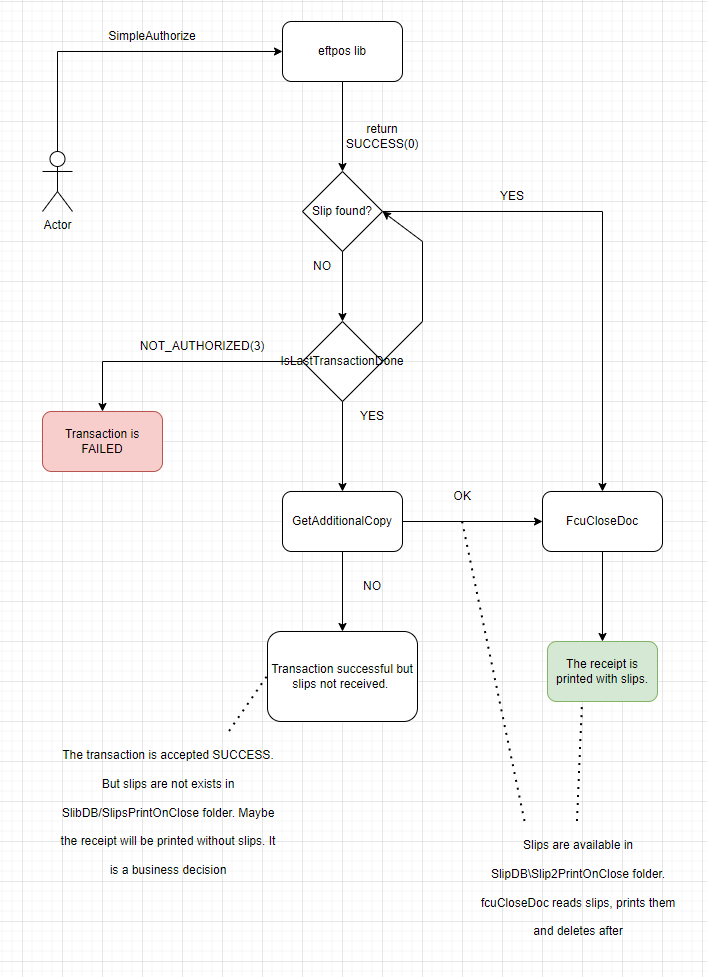 SimpleAuthorize
eftpos lib
return
SUCCESS(0)
Actor
Slip found?
YES
NO
NOT_AUTHORIZED(3)
IsLastTransactionDone
Transaction is
FAILED
YES
GetAdditionalCopy
OK
FcuCloseDoc
NO
Transaction successful but
slips not received.
The receipt is
printed with slips.
The transaction is accepted SUCCESS.
But slips are not exists in
SlibDB/SlipsPrintOnClose folder. Maybe
the receipt will be printed without slips. It
is a business decision
Slips are available in
SlipDB\Slip2PrintOnClose folder.
fcuCloseDoc reads slips, prints them
and deletes after